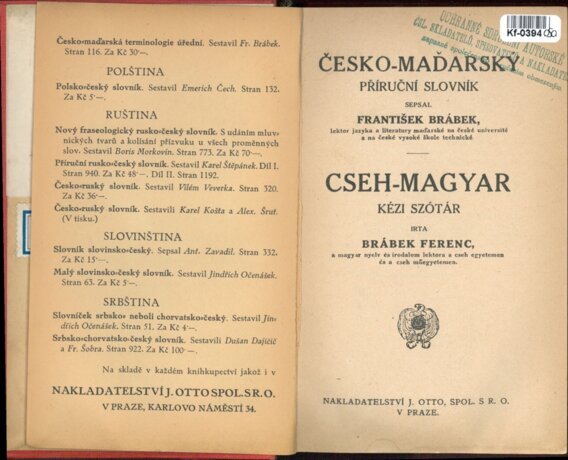 Česko-maďarská terminologie úřední. Sestavil Fr. Brábek.
Stran 116. Za Kč 30·—.
POLŠTINA
Polsko-český slovník. Sestavil Emerich Čech. Stran 132.
Za Kč 5·—.
RUŠTINA
Nový fraseologický rusko-český slovník. S udáním mluv-
nických tvarů a kolísání přízvuku u všech proměnných
slov. Sestavil Boris Morkovin. Stran 773. Za Kč 70·—.
Příruční rusko-český slovník. Sestavil Karel Štěpánek. Díl I.
Stran 940. Za Kč 48·—. Díl II. Stran 1192.
Česko-ruský slovník. Sestavil Vilém Veverka. Stran 320.
Za Kč 36·—.
Česko-ruský slovník. Sestavili Karel Košta a Alex. Šrut.
(V tisku.)
SLOVINŠTINA
Slovník slovinsko-český. Sepsal Ant. Zavadil. Stran 332.
Za Kč 15·—.
Malý slovinsko-český slovník. Sestavil Jindřich Očenášek.
Stran 63. Za Kč 5·—.
SRBŠTINA
Slovníček srbsko- neboli chorvatsko-český. Sestavil Jin-
dřich Očenášek. Stran 51. Za Kč 4·—.
Srbsko-chorvatsko-český slovník. Sestavili Dušan Dajičić
a Fr. Šobra. Stran 922. Za Kč 100·—.
Na skladě v každém knihkupectví jakož i v
NAKLADATELSTVÍ J. OTTO SPOL. S R. O.
V PRAZE, KARLOVO NÁMĚSTÍ 34.
Kf-0394
OCHRANNÉ SDRUŽENÍ AUTORSKÉ
ČSL. SKLADATELŮ, SPISOVATELŮ A NAKLADATELŮ
zapsané společenstvo s ručením obmezeným.
ČESKO-MAĎARSKÝ
PŘÍRUČNÍ SLOVNÍK
SEPSAL
FRANTIŠEK BRÁBEK,
lektor jazyka a literatury maďarské na české universitě
a na české vysoké škole technické.
CSEH-MAGYAR
KÉZI SZÓTÁR
IRTA
BRÁBEK FERENC,
a magyar nyelv és irodalem lektora a cseh egyetemen
és a cseh műegyetemen.
NAKLADATELSTVÍ J. OTTO, SPOL. S R. O.
V PRAZE.